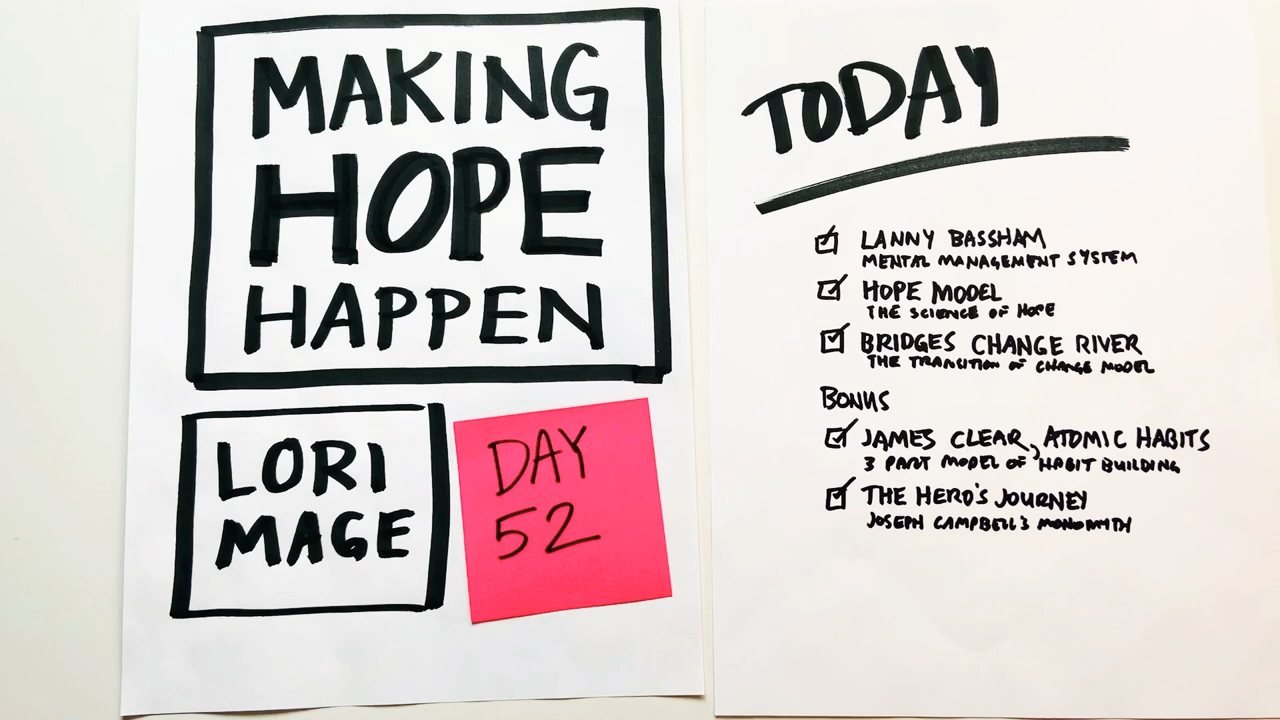 MAKING
HOPE
HAPPEN
LORI
MAGE
DAY
52
TODAY
LANNY BASSHAM
MENTAL MANAGEMENT SYSTEM
HOPE MODEL
THE SCIENCE OF HOPE
BRIDGES CHANGE RIVER
THE TRANSITION OF CHANGE MODEL
BONUS
JAMES CLEAR, ATOMIC HABITS
3 PART MODEL OF HABIT BUILDING
THE HERO'S JOURNEY
JOSEPH CAMPBELL'S MONOMYTH